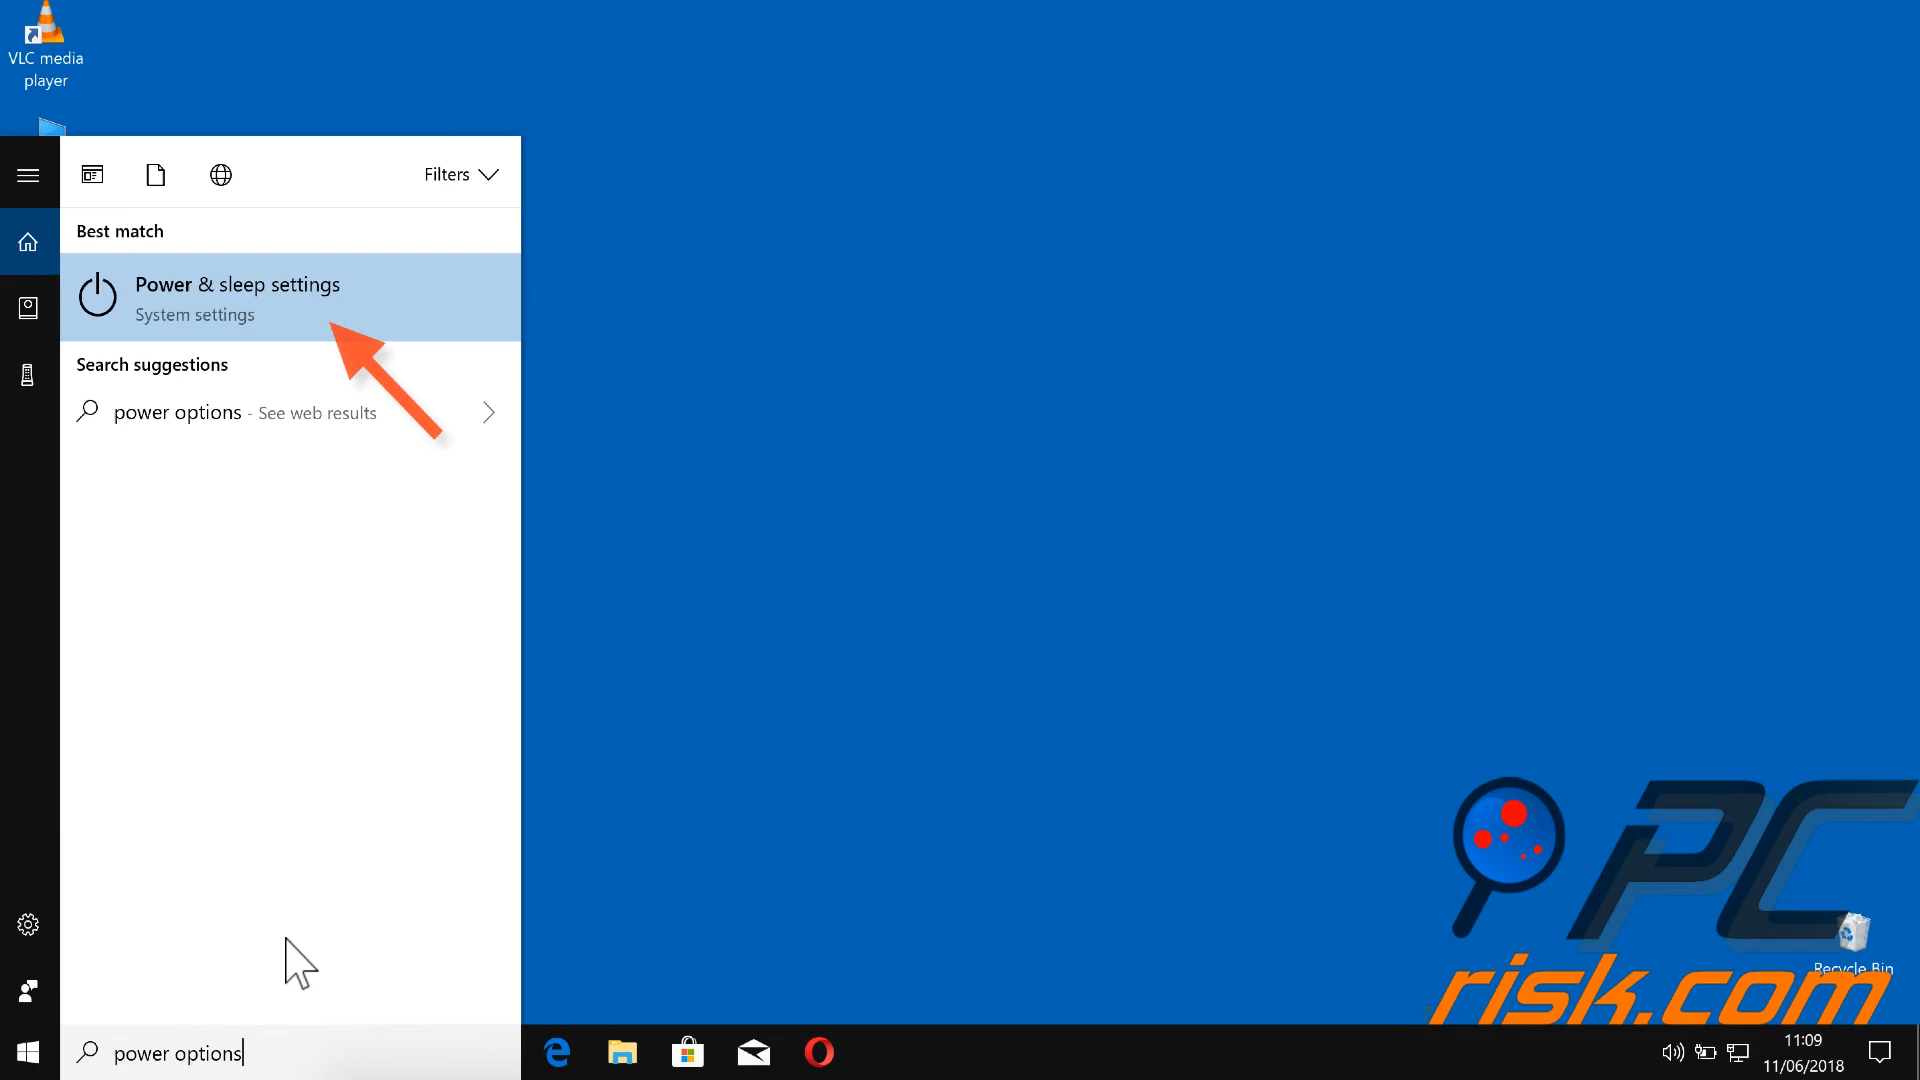 VLC media
player
Filters
Best match
Power & sleep settings
System settings
Search suggestions
power options - See web results
PC
Recycle Bin
risk.com
power options
11:09
11/06/2018